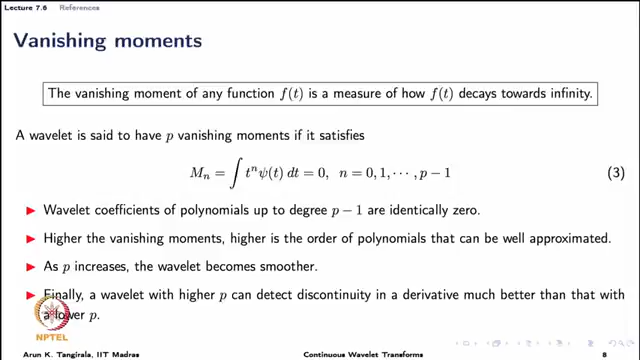 Lecture 7.6 References
Vanishing moments
The vanishing moment of any function f(t) is a measure of how f(t) decays towards infinity.
A wavelet is said to have p vanishing moments if it satisfies
Mₙ = ∫ tⁿψ(t) dt = 0, n = 0, 1, ⋯ , p − 1 (3)
▶ Wavelet coefficients of polynomials up to degree p − 1 are identically zero.
▶ Higher the vanishing moments, higher is the order of polynomials that can be well approximated.
▶ As p increases, the wavelet becomes smoother.
▶ Finally, a wavelet with higher p can detect discontinuity in a derivative much better than that with
a lower p.
NPTEL
Arun K. Tangirala, IIT Madras Continuous Wavelet Transforms 8